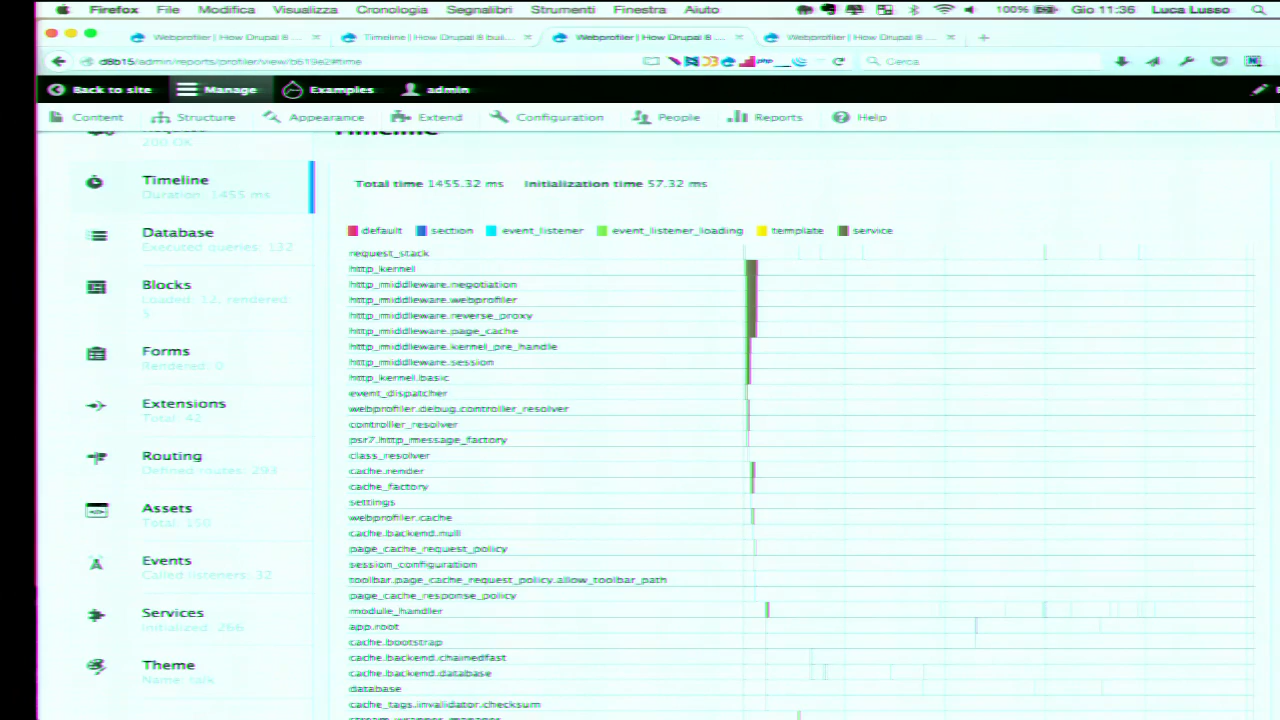 Firefox File Modifica Visualizza Cronologia Segnalibri Strumenti Finestra Aiuto 100% Gio 11:36 Luca Lusso
Webprofiler | How Drupal 8 ... Timeline | How Drupal 8 buil... Webprofiler | How Drupal 8 ... Webprofiler | How Drupal 8 ...
d8b15/admin/reports/profiler/view/b619e2#time Cerca
Back to site Manage Examples admin
Content Structure Appearance Extend Configuration People Reports Help
Timeline
200 OK
Timeline
Duration: 1455 ms
Total time 1455.32 ms Initialization time 57.32 ms
Database
Executed queries: 132
default section event_listener event_listener_loading template service
Blocks
Loaded: 12, rendered:
5
Forms
Rendered: 0
Extensions
Total: 42
Routing
Defined routes: 293
Assets
Total: 150
Events
Called listeners: 32
Services
Initialized: 266
Theme
Name: talk
request_stack
http_kernel
http_middleware.negotiation
http_middleware.webprofiler
http_middleware.reverse_proxy
http_middleware.page_cache
http_middleware.kernel_pre_handle
http_middleware.session
http_kernel.basic
event_dispatcher
webprofiler.debug.controller_resolver
controller_resolver
psr7.http_message_factory
class_resolver
cache.render
cache_factory
settings
webprofiler.cache
cache.backend.null
page_cache_request_policy
session_configuration
toolbar.page_cache_request_policy.allow_toolbar_path
page_cache_response_policy
module_handler
app.root
cache.bootstrap
cache.backend.chainedfast
cache.backend.database
database
cache_tags.invalidator.checksum
stream_wrapper_manager